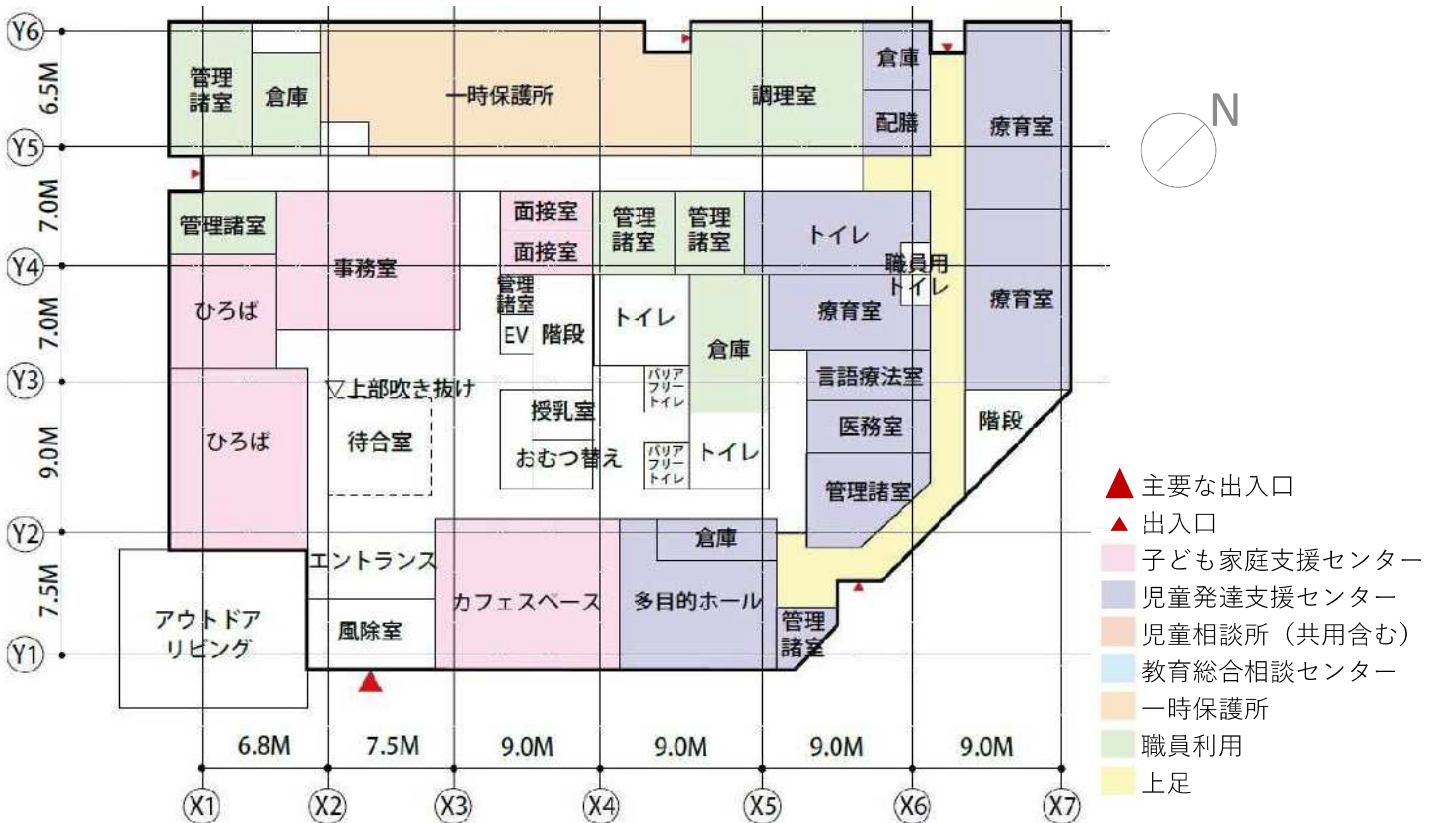 Y6
6.5M
Y5
7.0M
Y4
7.0M
Y3
9.0M
Y2
7.5M
Y1
管理
諸室
倉庫
一時保護所
調理室
倉庫
配膳
療育室
N
管理諸室
事務室
面接室
面接室
管理
諸室
管理
諸室
トイレ
職員用
トイレ
療育室
ひろば
管理
諸室
EV
階段
トイレ
倉庫
療育室
言語療法室
▽上部吹き抜け
バリア
フリー
トイレ
ひろば
待合室
授乳室
おむつ替え
バリア
フリー
トイレ
トイレ
医務室
管理諸室
階段
エントランス
風除室
カフェスペース
倉庫
多目的ホール
管理
諸室
アウトドア
リビング
主要な出入口
出入口
子ども家庭支援センター
児童発達支援センター
児童相談所（共用含む）
教育総合相談センター
一時保護所
職員利用
上足
6.8M
7.5M
9.0M
9.0M
9.0M
9.0M
X1
X2
X3
X4
X5
X6
X7